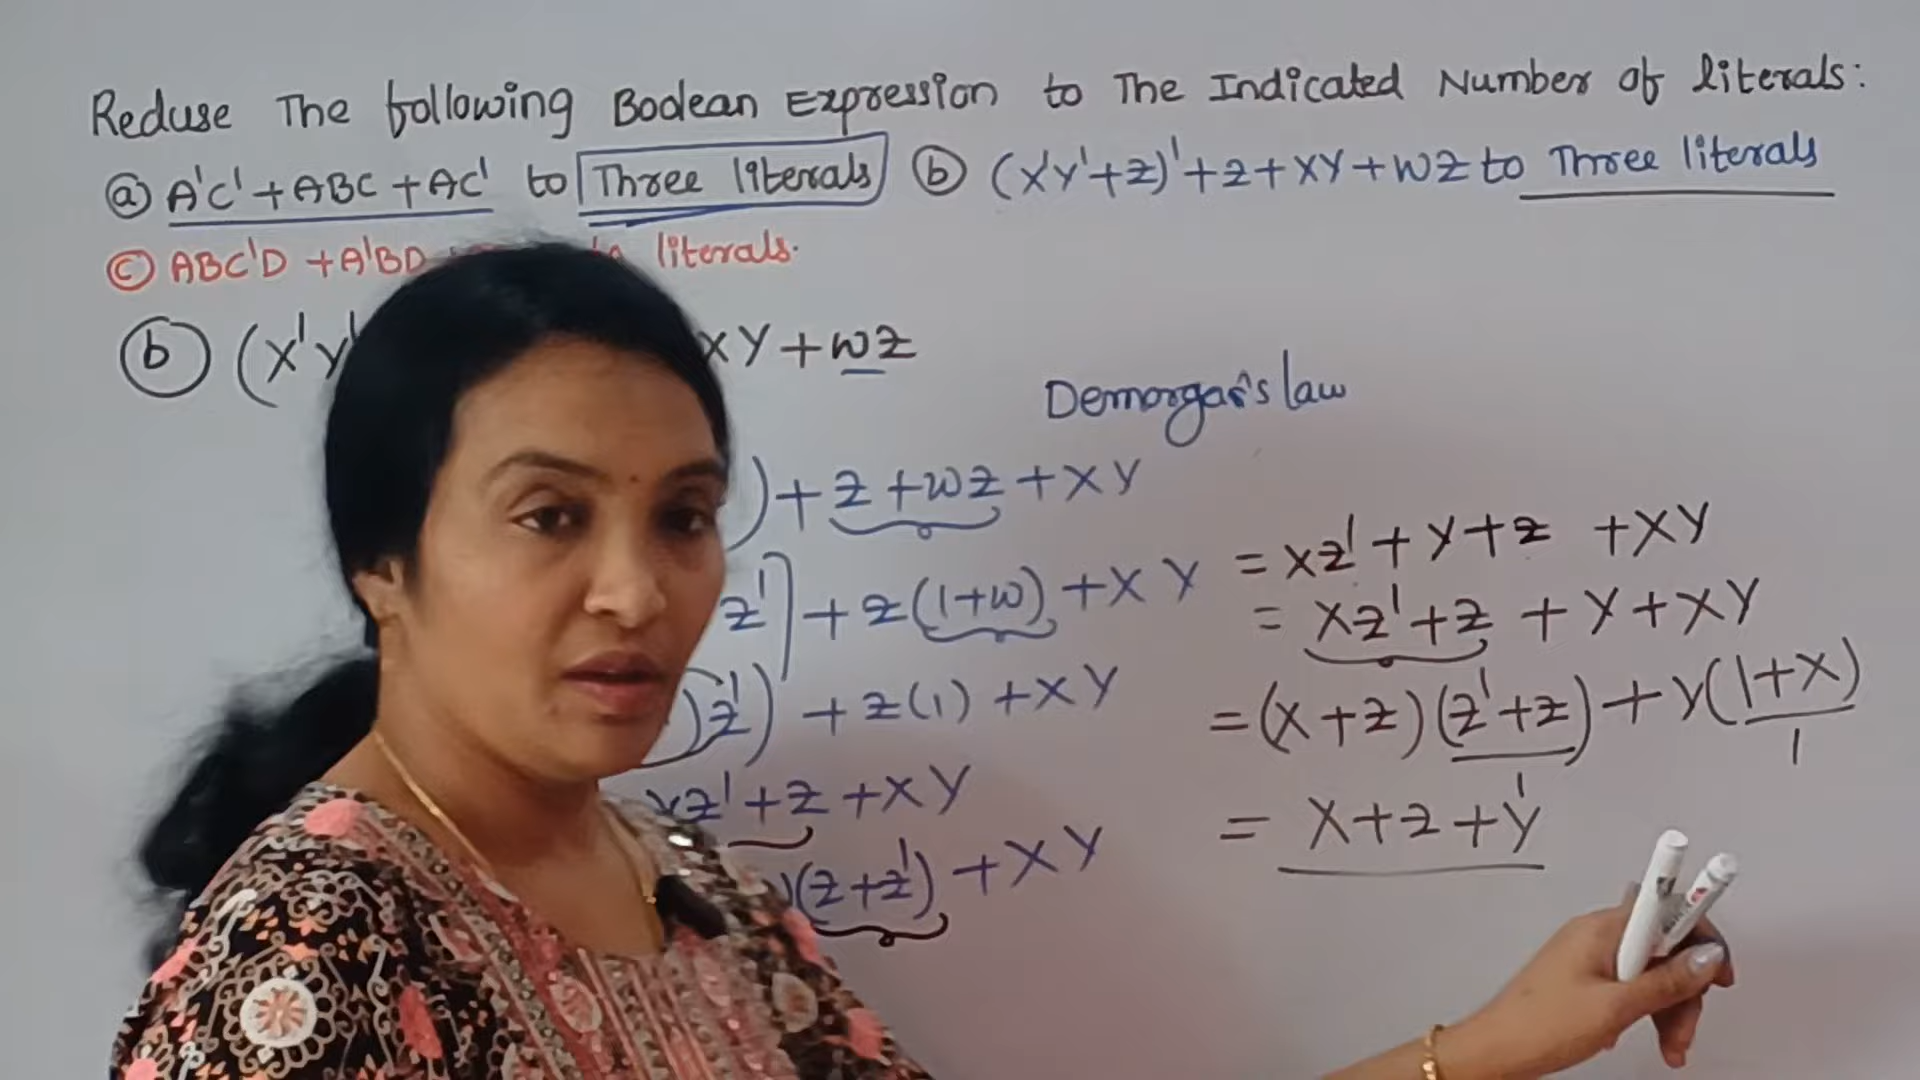 Reduse The following Boolean Expression to The Indicated Number of literals:
ⓐ A'C' + ABC + AC' to Three literals ⓑ (X'Y'+Z)'+Z+XY+WZ to Three literals
ⓒ ABC'D + A'BD literals.
ⓑ (X'Y' XY+WZ
Demorgan's law
)+Z+WZ+XY
Z')]+Z(1+W)+XY
)Z')+Z(1)+XY
XZ'+Z+XY
)(Z+Z')+XY
= XZ'+Y+Z +XY
= XZ'+Z+Y+XY
=(X+Z)(Z'+Z)+Y(1+X)
1 1
= X+Z+Y